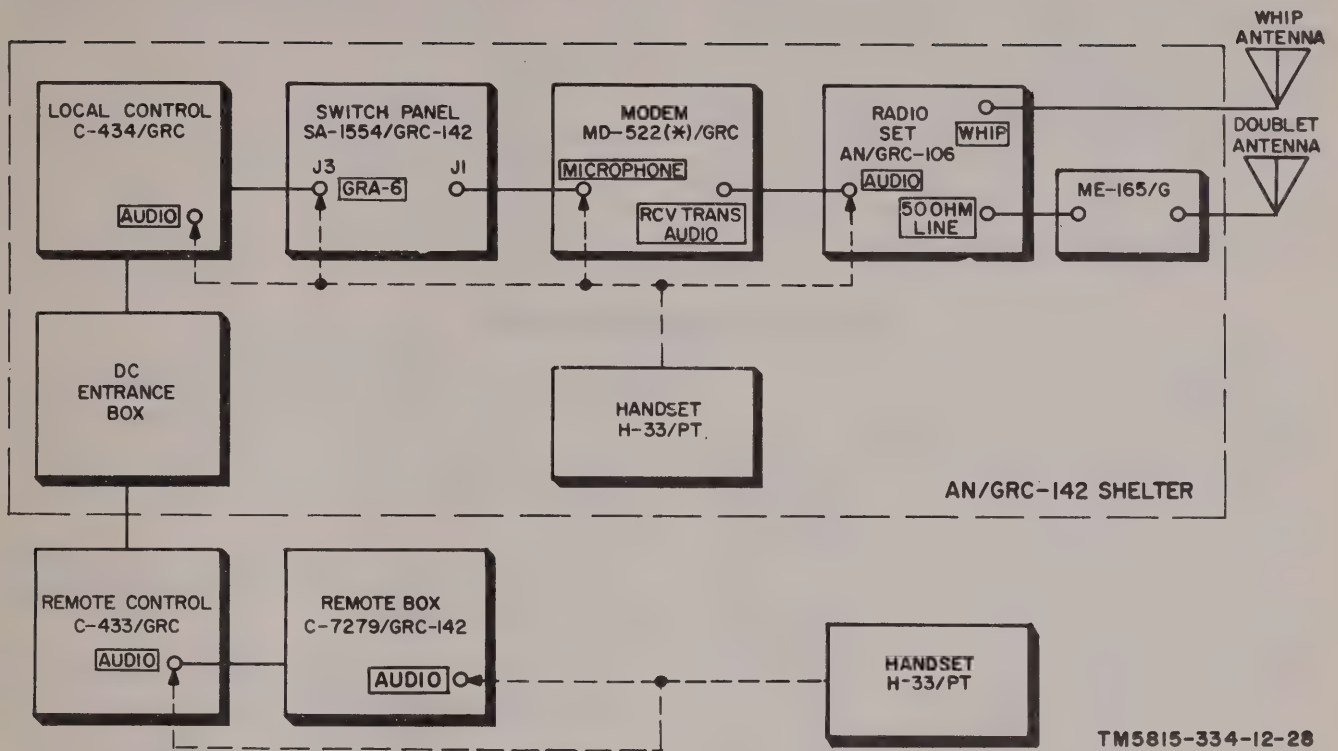 WHIP
ANTENNA
LOCAL CONTROL
C-434/GRC
AUDIO
SWITCH PANEL
SA-1554/GRC-142
J3
GRA-6
J1
MODEM
MD-522(*)/GRC
MICROPHONE
RCV TRANS
AUDIO
RADIO
SET
AN/GRC-106
WHIP
AUDIO
50 OHM
LINE
DOUBLET
ANTENNA
ME-165/G
DC
ENTRANCE
BOX
HANDSET
H-33/PT.
AN/GRC-142 SHELTER
REMOTE CONTROL
C-433/GRC
AUDIO
REMOTE BOX
C-7279/GRC-142
AUDIO
HANDSET
H-33/PT
TM5815-334-12-28